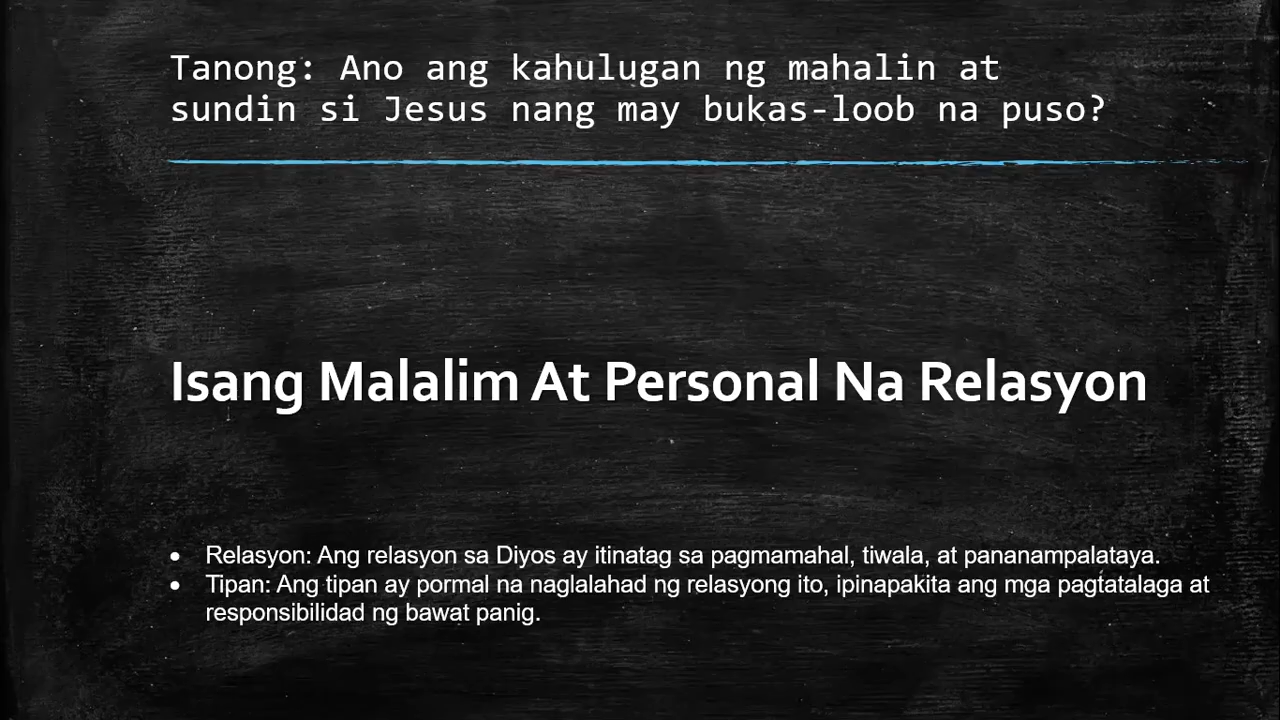 Tanong: Ano ang kahulugan ng mahalin at
sundin si Jesus nang may bukas-loob na puso?
Isang Malalim At Personal Na Relasyon
• Relasyon: Ang relasyon sa Diyos ay itinatag sa pagmamahal, tiwala, at pananampalataya.
• Tipan: Ang tipan ay pormal na naglalahad ng relasyong ito, ipinapakita ang mga pagtatalaga at
responsibilidad ng bawat panig.